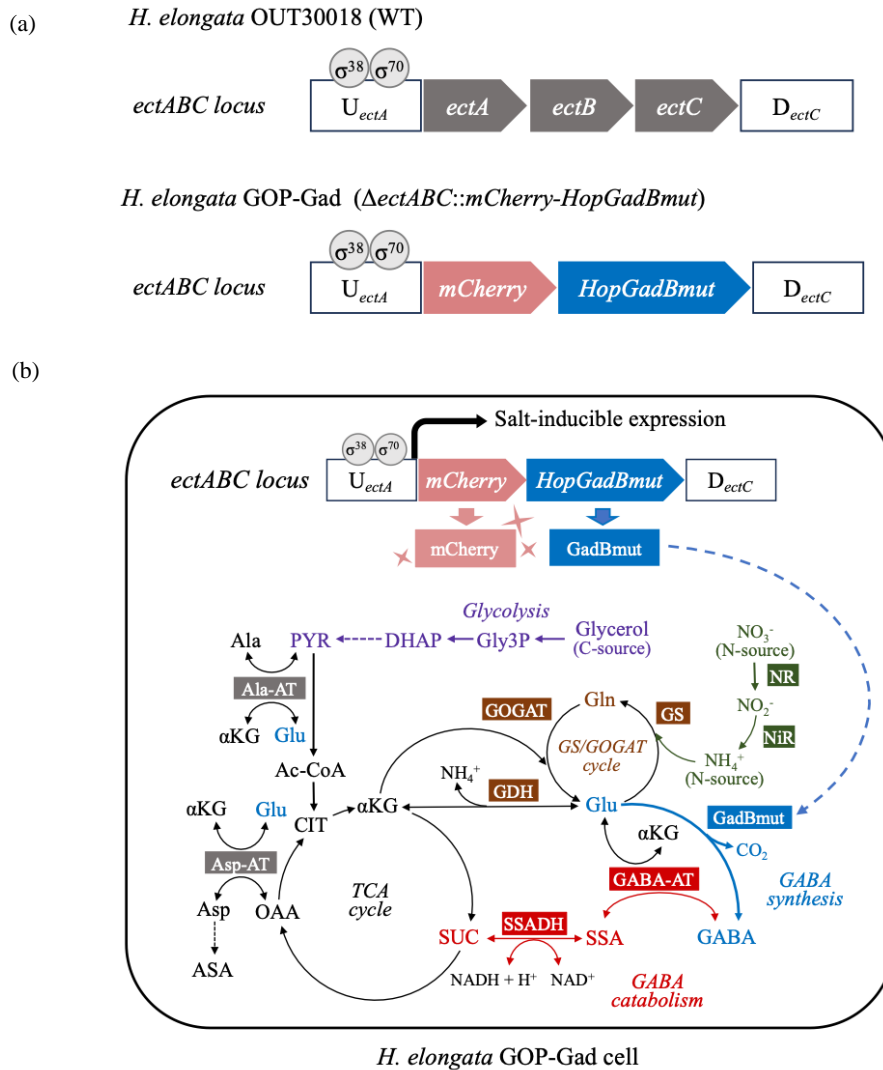 (a)
H. elongata OUT30018 (WT)
σ38 σ70
ectABC locus
UectA
ectA
ectB
ectC
DectC
H. elongata GOP-Gad (ΔectABC::mCherry-HopGadBmut)
σ38 σ70
ectABC locus
UectA
mCherry
HopGadBmut
DectC
(b)
Salt-inducible expression
σ38 σ70
ectABC locus
UectA
mCherry
HopGadBmut
DectC
mCherry
GadBmut
Glycolysis
Ala
PYR
DHAP
Gly3P
Glycerol
(C-source)
NO3-
(N-source)
NR
Ala-AT
αKG
Glu
GOGAT
Gln
GS
NO2-
NiR
GS/GOGAT
cycle
NH4+
(N-source)
Ac-CoA
NH4+
GDH
αKG
Glu
CIT
αKG
Glu
GadBmut
αKG
CO2
Asp-AT
GABA-AT
GABA
synthesis
Asp
OAA
TCA
cycle
SUC
SSADH
SSA
GABA
ASA
NADH + H+
NAD+
GABA
catabolism
H. elongata GOP-Gad cell